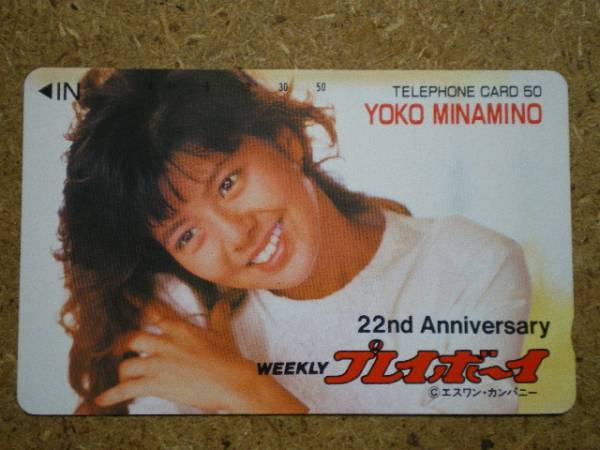 ◀IN
30 50
TELEPHONE CARD 50
YOKO MINAMINO
22nd Anniversary
WEEKLY プレイボーイ
©エスワン・カンパニー